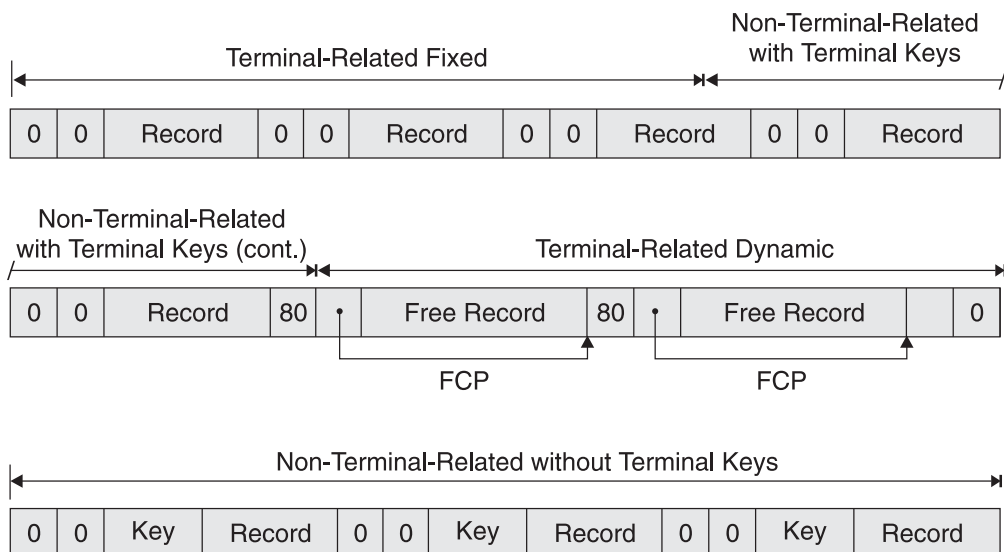 Terminal-Related Fixed
Non-Terminal-Related
with Terminal Keys
0 0 Record 0 0 Record 0 0 Record 0 0 Record
Non-Terminal-Related
with Terminal Keys (cont.)
Terminal-Related Dynamic
0 0 Record 80 Free Record 80 Free Record 0
FCP FCP
Non-Terminal-Related without Terminal Keys
0 0 Key Record 0 0 Key Record 0 0 Key Record